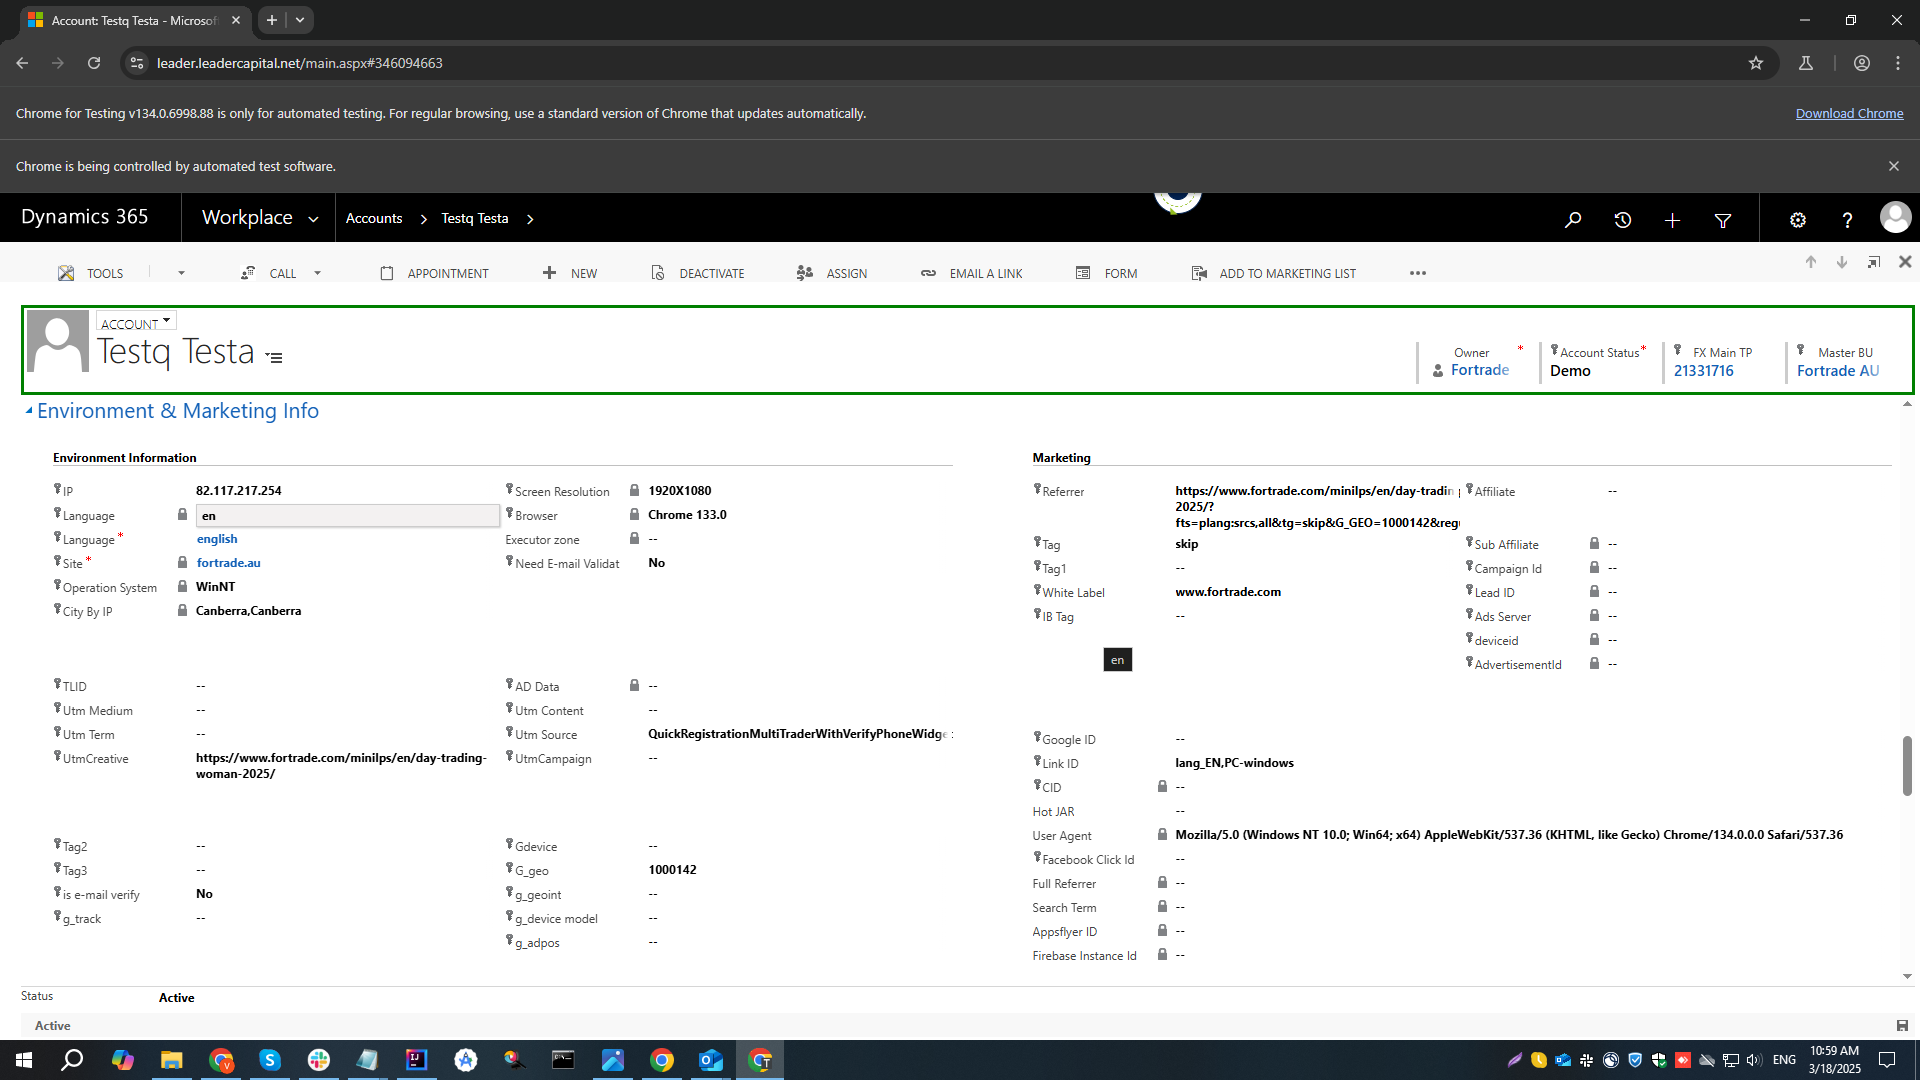 Account: Testq Testa - Microsof
leader.leadercapital.net/main.aspx#346094663
Chrome for Testing v134.0.6998.88 is only for automated testing. For regular browsing, use a standard version of Chrome that updates automatically.
Download Chrome
Chrome is being controlled by automated test software.
Dynamics 365
Workplace
Accounts
Testq Testa
TOOLS
CALL
APPOINTMENT
NEW
DEACTIVATE
ASSIGN
EMAIL A LINK
FORM
ADD TO MARKETING LIST
ACCOUNT
Testq Testa
Owner *
Fortrade
Account Status *
Demo
FX Main TP
21331716
Master BU
Fortrade AU
Environment & Marketing Info
Environment Information
IP 82.117.217.254
Language en
Language * english
Site * fortrade.au
Operation System WinNT
City By IP Canberra,Canberra
Screen Resolution 1920X1080
Browser Chrome 133.0
Executor zone --
Need E-mail Validat No
TLID --
Utm Medium --
Utm Term --
UtmCreative https://www.fortrade.com/minilps/en/day-trading-
woman-2025/
AD Data --
Utm Content --
Utm Source QuickRegistrationMultiTraderWithVerifyPhoneWidge
UtmCampaign --
Tag2 --
Tag3 --
is e-mail verify No
g_track --
Gdevice --
G_geo 1000142
g_geoint --
g_device model --
g_adpos --
Marketing
Referrer https://www.fortrade.com/minilps/en/day-tradin
2025/?
fts=plang:srcs,all&tg=skip&G_GEO=1000142&reg
Tag skip
Tag1 --
White Label www.fortrade.com
IB Tag --
Affiliate --
Sub Affiliate --
Campaign Id --
Lead ID --
Ads Server --
deviceid --
AdvertisementId --
en
Google ID --
Link ID lang_EN,PC-windows
CID --
Hot JAR --
User Agent Mozilla/5.0 (Windows NT 10.0; Win64; x64) AppleWebKit/537.36 (KHTML, like Gecko) Chrome/134.0.0.0 Safari/537.36
Facebook Click Id --
Full Referrer --
Search Term --
Appsflyer ID --
Firebase Instance Id --
Status Active
Active
ENG
10:59 AM
3/18/2025